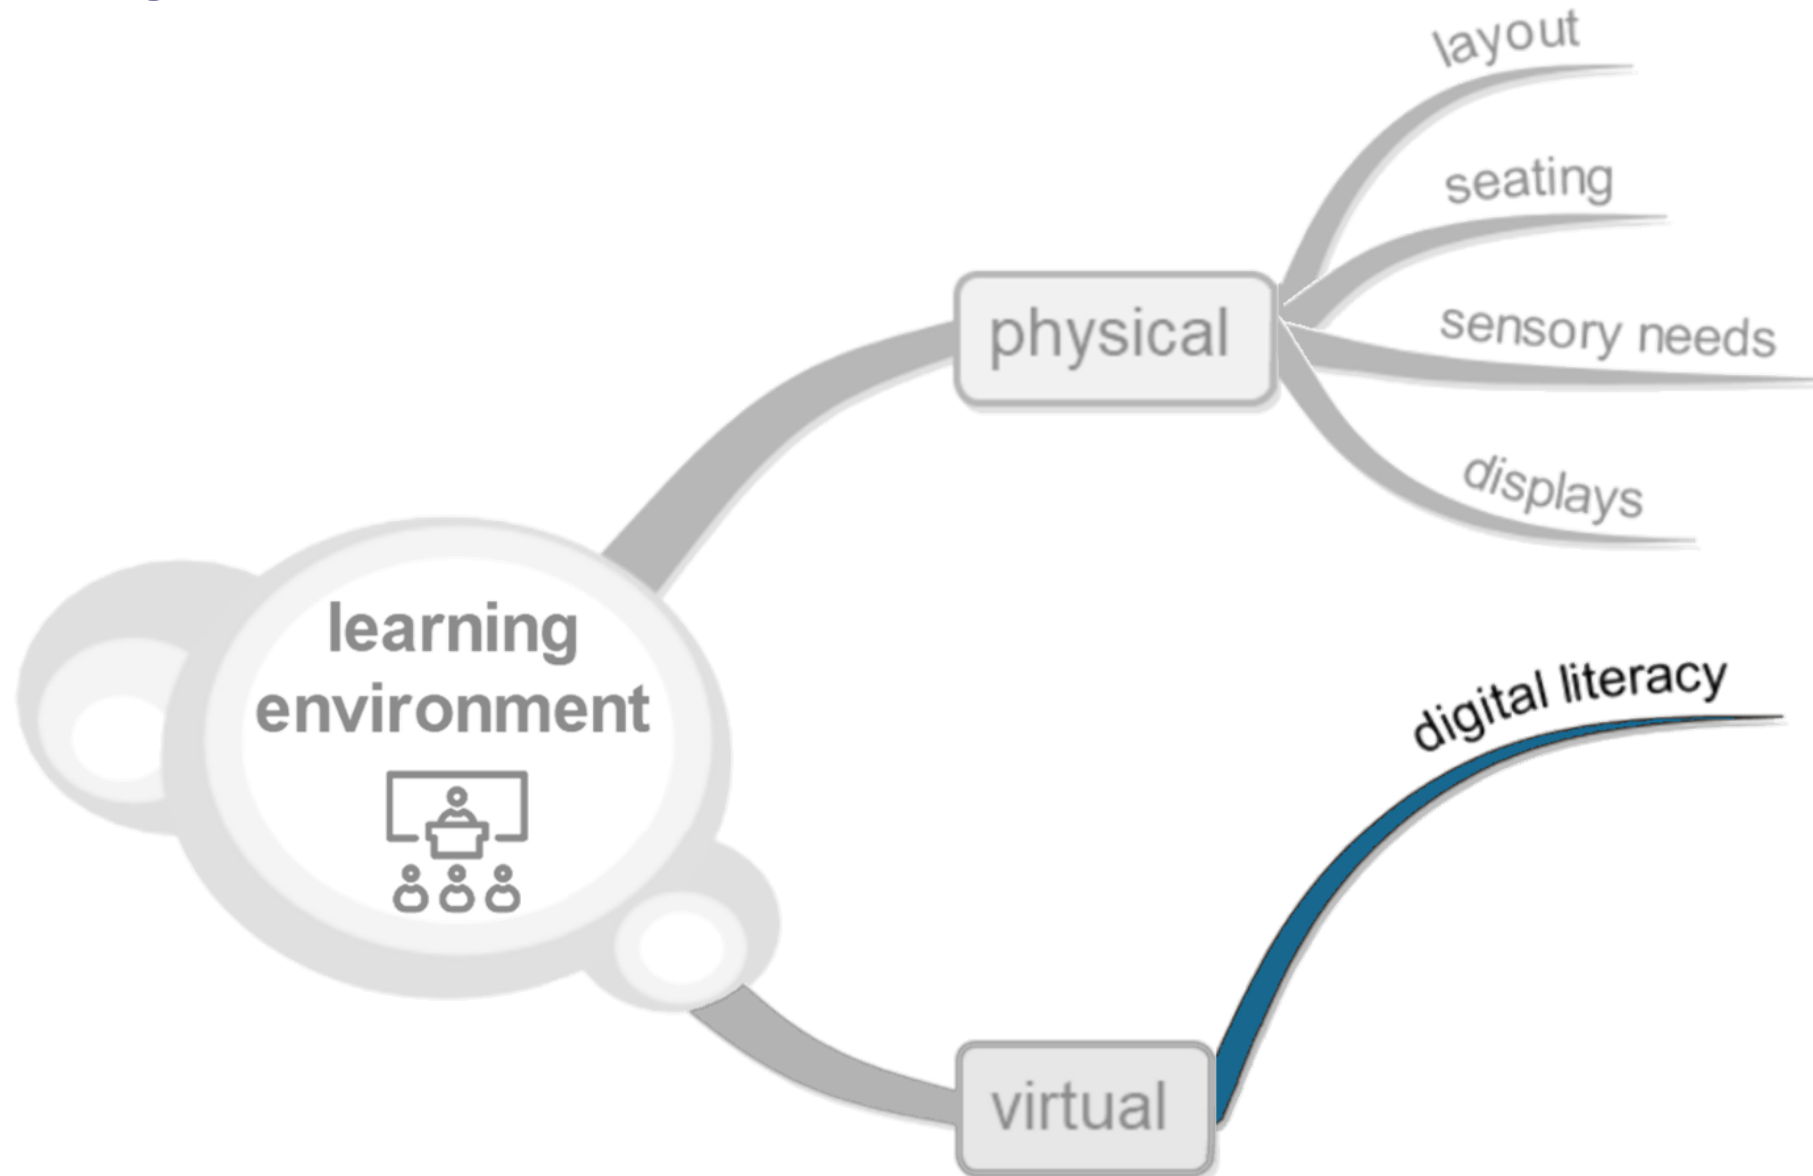 layout
seating
physical
sensory needs
displays
learning
environment
digital literacy
virtual